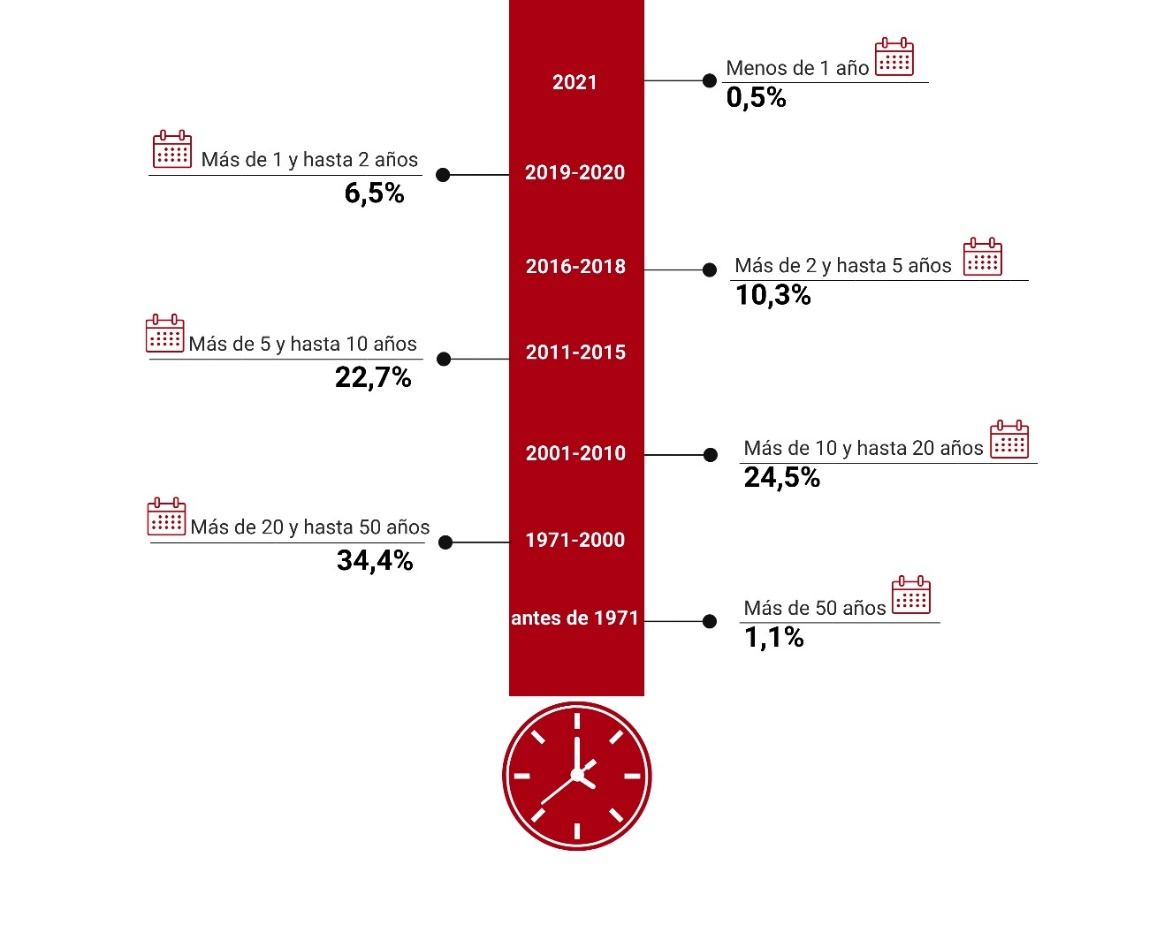 2021
Menos de 1 año
0,5%
Más de 1 y hasta 2 años
6,5%
2019-2020
2016-2018
Más de 2 y hasta 5 años
10,3%
Más de 5 y hasta 10 años
22,7%
2011-2015
2001-2010
Más de 10 y hasta 20 años
24,5%
Más de 20 y hasta 50 años
34,4%
1971-2000
antes de 1971
Más de 50 años
1,1%